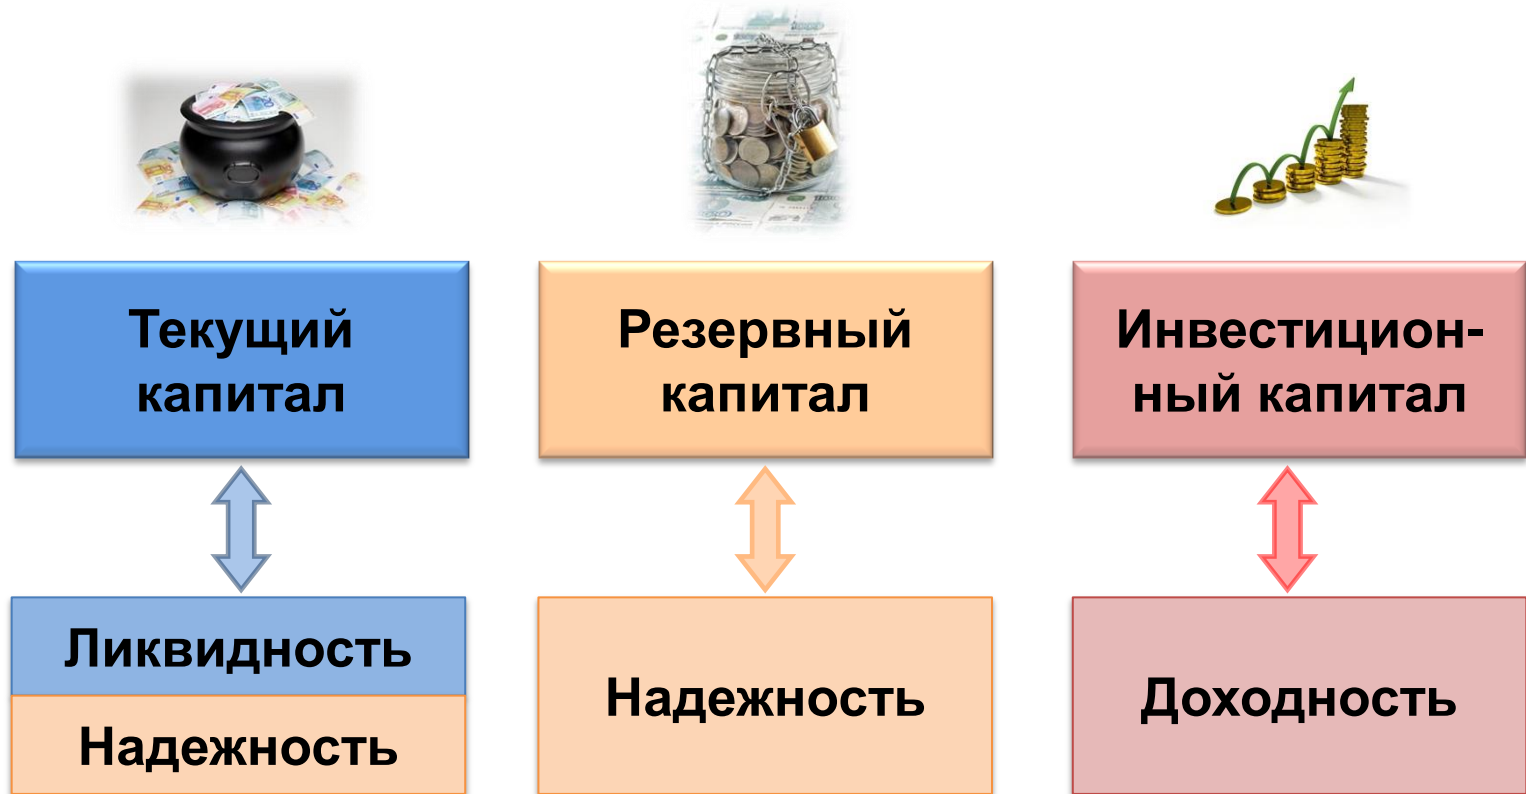 Текущий
капитал
Резервный
капитал
Инвестицион-
ный капитал
Ликвидность
Надежность
Надежность
Доходность